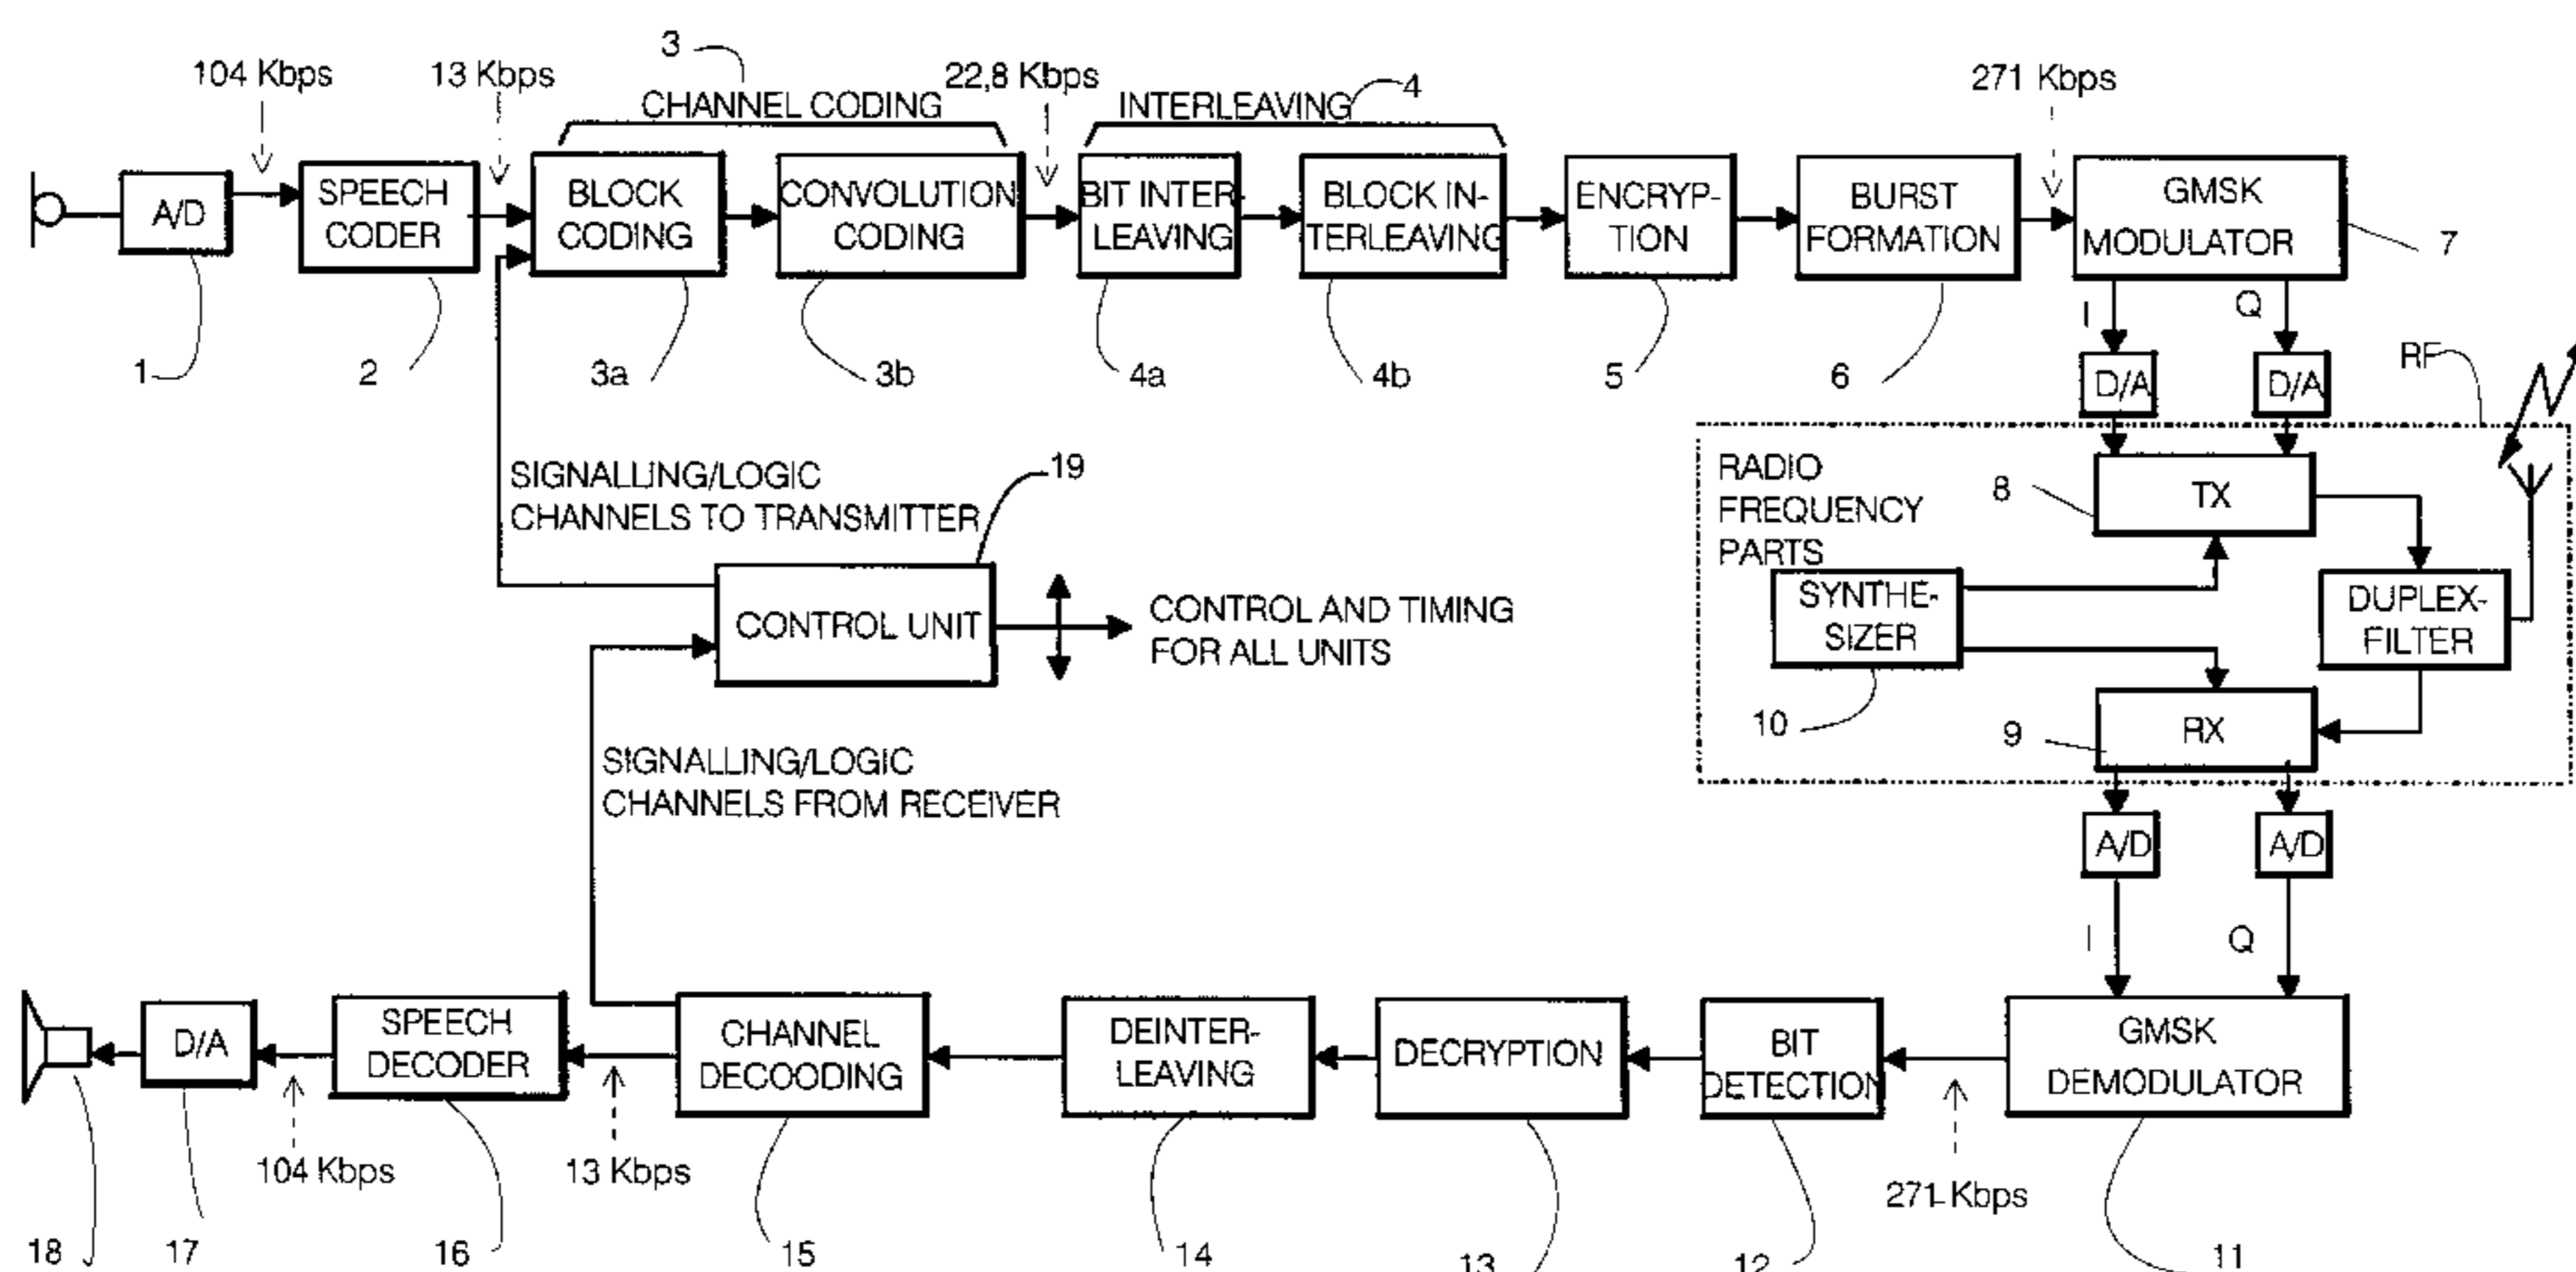 3
104 Kbps
13 Kbps
22,8 Kbps
4
271 Kbps
CHANNEL CODING
INTERLEAVING
A/D
SPEECH
CODER
BLOCK
CODING
CONVOLUTION
CODING
BIT INTER-
LEAVING
BLOCK IN-
TERLEAVING
ENCRYP-
TION
BURST
FORMATION
GMSK
MODULATOR
7
I
Q
1
2
3a
3b
4a
4b
5
6
D/A
D/A
RF
SIGNALLING/LOGIC
CHANNELS TO TRANSMITTER
19
RADIO
FREQUENCY
PARTS
8
TX
CONTROL UNIT
CONTROL AND TIMING
FOR ALL UNITS
SYNTHE-
SIZER
DUPLEX-
FILTER
10
9
RX
SIGNALLING/LOGIC
CHANNELS FROM RECEIVER
A/D
A/D
I
Q
D/A
SPEECH
DECODER
CHANNEL
DECOODING
DEINTER-
LEAVING
DECRYPTION
BIT
DETECTION
GMSK
DEMODULATOR
104 Kbps
13 Kbps
271 Kbps
18
17
16
15
14
13
12
11